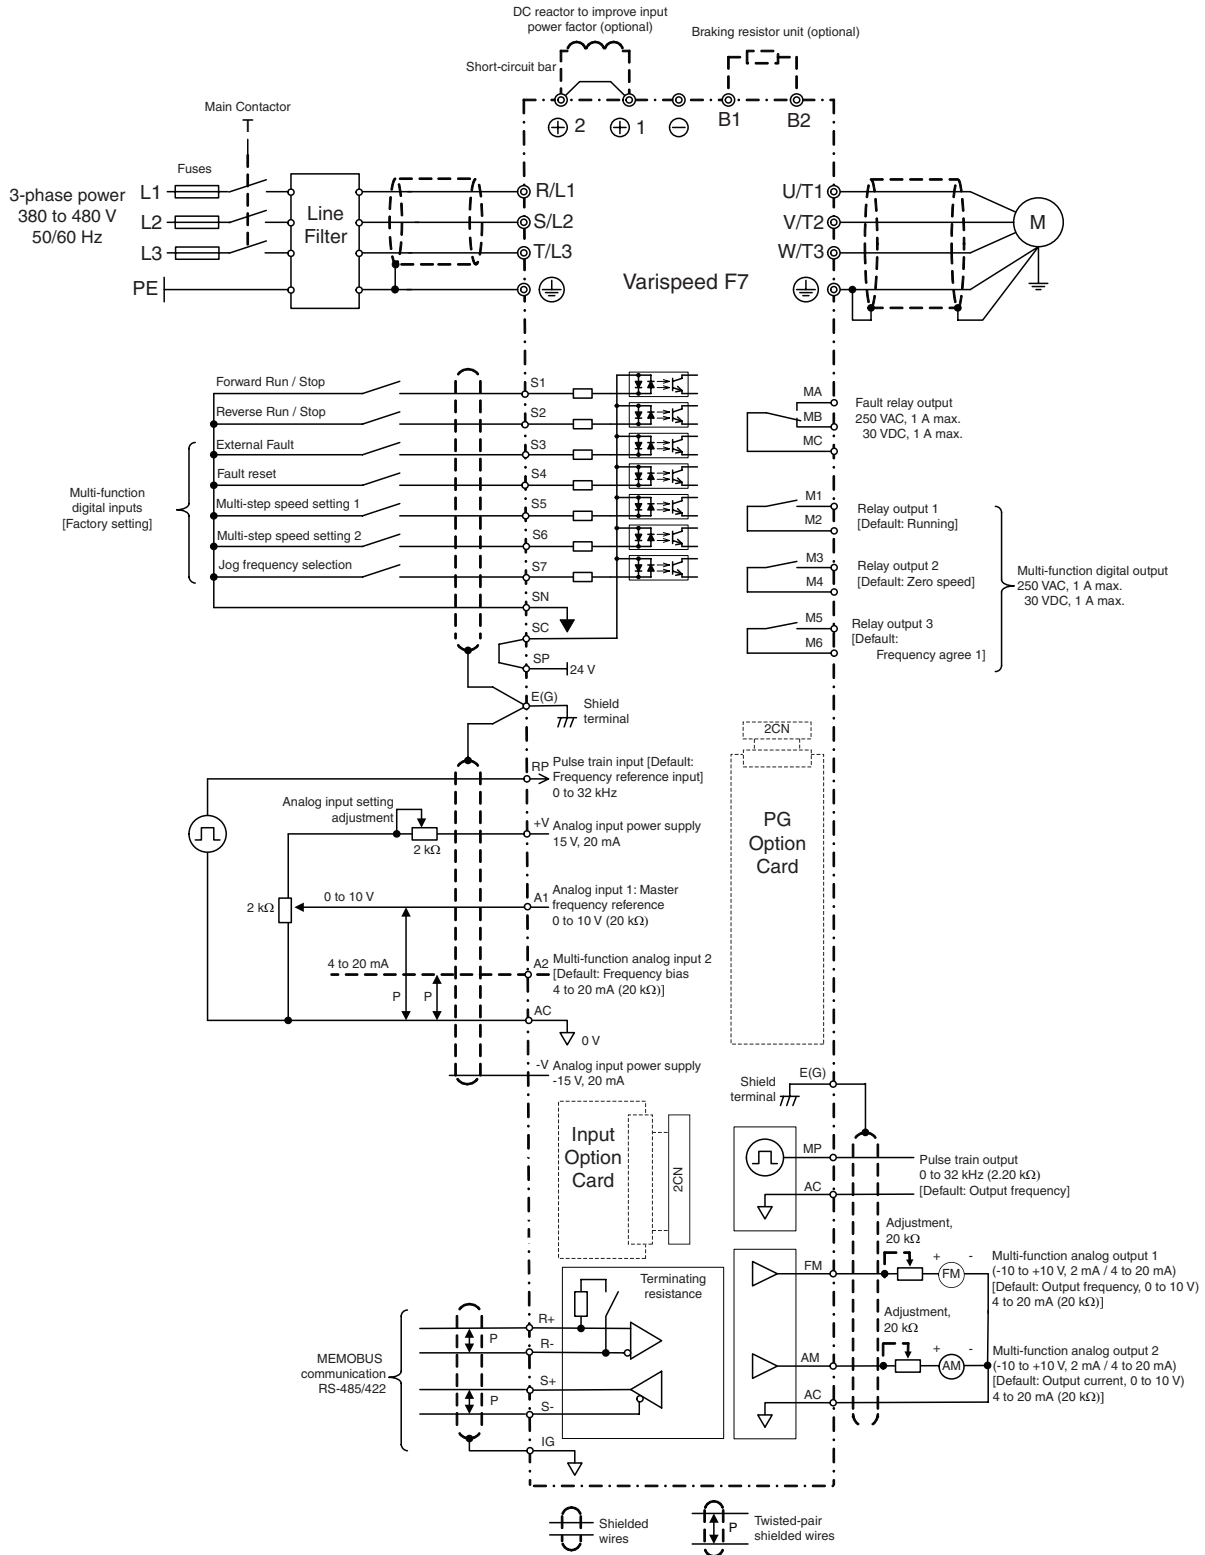 DC reactor to improve input
power factor (optional)
Braking resistor unit (optional)
Short-circuit bar
Main Contactor
⊕ 2
⊕ 1
⊖
B1
B2
Fuses
3-phase power
380 to 480 V
50/60 Hz
L1
L2
L3
PE
Line
Filter
R/L1
S/L2
T/L3
Varispeed F7
U/T1
V/T2
W/T3
M
Forward Run / Stop
S1
Reverse Run / Stop
S2
External Fault
S3
Fault reset
S4
Multi-step speed setting 1
S5
Multi-step speed setting 2
S6
Jog frequency selection
S7
Multi-function
digital inputs
[Factory setting]
SN
SC
SP
24 V
E(G)
Shield
terminal
MA
MB
MC
Fault relay output
250 VAC, 1 A max.
30 VDC, 1 A max.
M1
M2
Relay output 1
[Default: Running]
M3
M4
Relay output 2
[Default: Zero speed]
M5
M6
Relay output 3
[Default:
Frequency agree 1]
Multi-function digital output
250 VAC, 1 A max.
30 VDC, 1 A max.
2CN
PG
Option
Card
RP
Pulse train input [Default:
Frequency reference input]
0 to 32 kHz
Analog input setting
adjustment
2 kΩ
+V
Analog input power supply
15 V, 20 mA
2 kΩ
0 to 10 V
A1
Analog input 1: Master
frequency reference
0 to 10 V (20 kΩ)
4 to 20 mA
A2
Multi-function analog input 2
[Default: Frequency bias
4 to 20 mA (20 kΩ)]
P
P
AC
0 V
-V
Analog input power supply
-15 V, 20 mA
Input
Option
Card
2CN
E(G)
Shield
terminal
MP
AC
Pulse train output
0 to 32 kHz (2.20 kΩ)
[Default: Output frequency]
Adjustment,
20 kΩ
FM
+
-
FM
Multi-function analog output 1
(-10 to +10 V, 2 mA / 4 to 20 mA)
[Default: Output frequency, 0 to 10 V)
4 to 20 mA (20 kΩ)]
Adjustment,
20 kΩ
AM
+
-
AM
Multi-function analog output 2
(-10 to +10 V, 2 mA / 4 to 20 mA)
[Default: Output current, 0 to 10 V)
4 to 20 mA (20 kΩ)]
AC
Terminating
resistance
MEMOBUS
communication
RS-485/422
P
R+
R-
P
S+
S-
IG
Shielded
wires
P
Twisted-pair
shielded wires